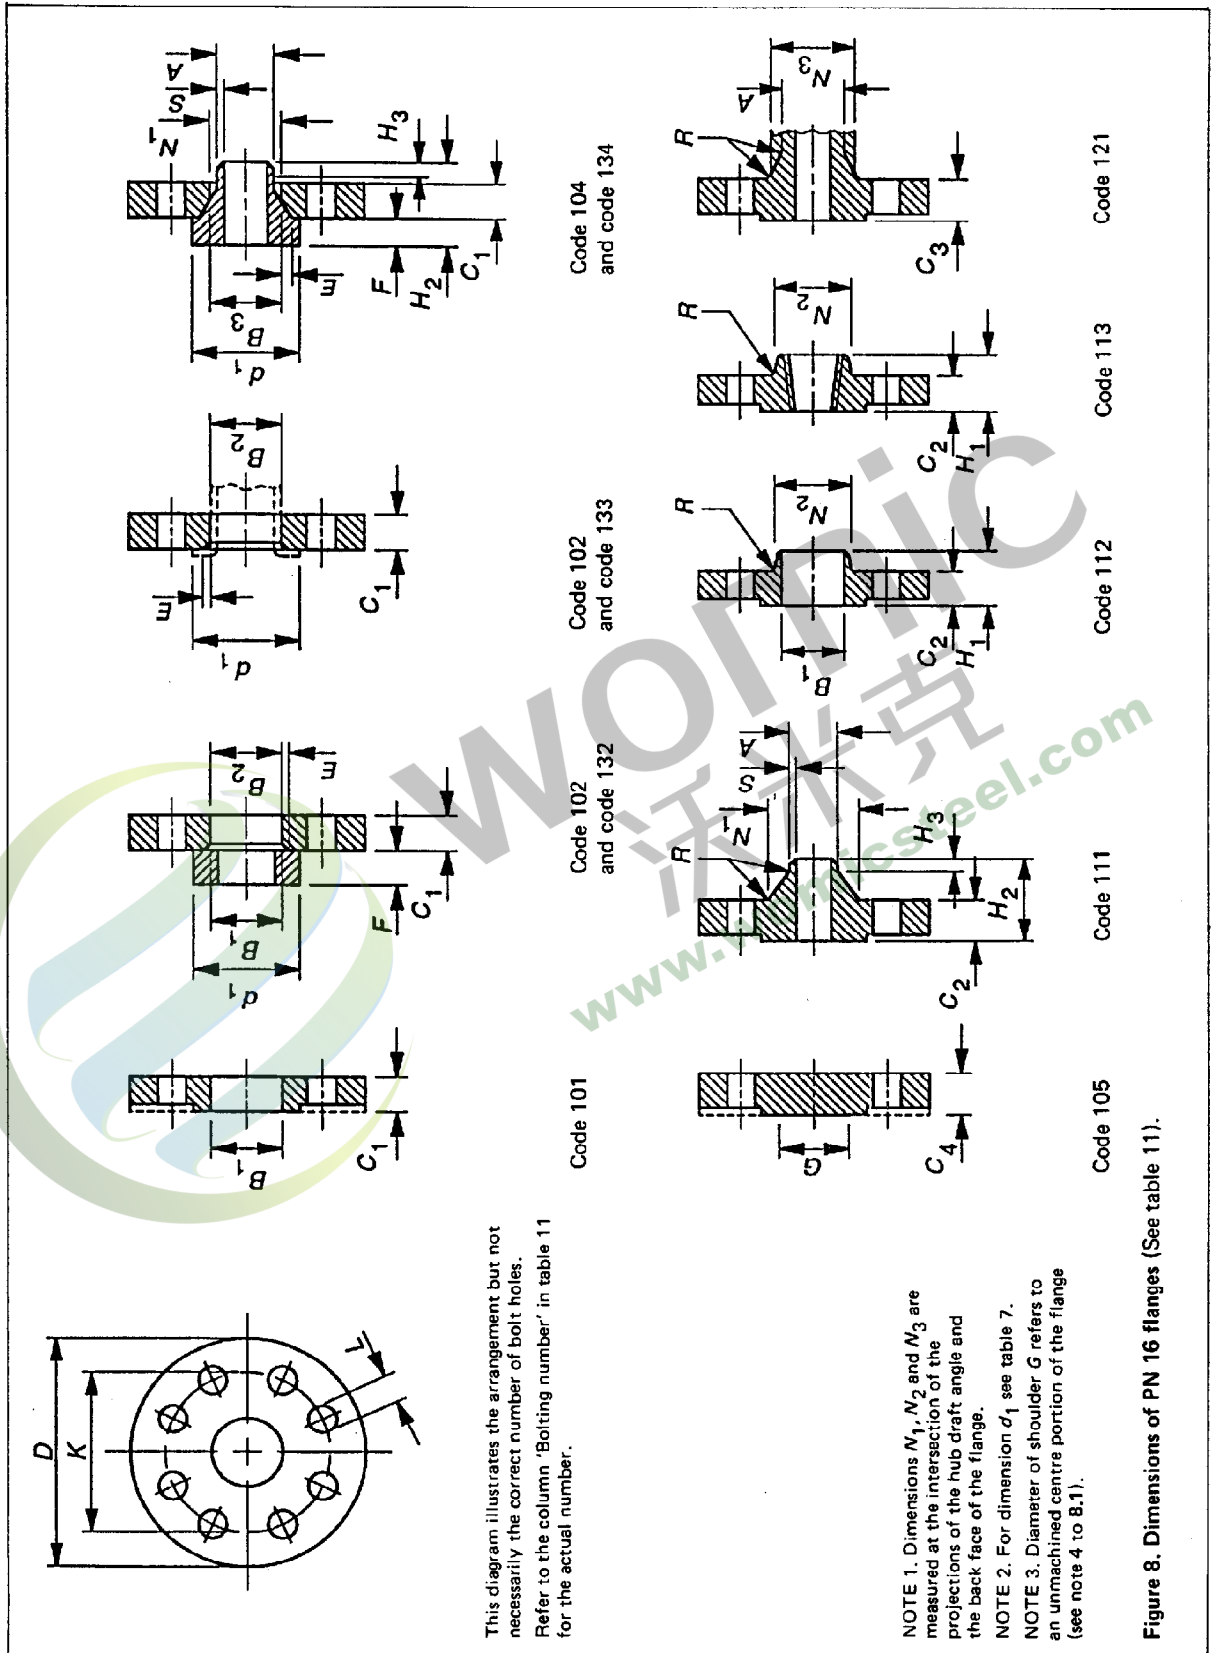 D
K
L
This diagram illustrates the arrangement but not
necessarily the correct number of bolt holes.
Refer to the column 'Bolting number' in table 11
for the actual number.
B1
C1
Code 101
d1
B1
F
C1
B2
E
Code 102
and code 132
d1
E
C1
B2
Code 102
and code 133
d1
B3
E
F
H2
C1
N1
S
A
H3
Code 104
and code 134
NOTE 1. Dimensions N1, N2 and N3 are
measured at the intersection of the
projections of the hub draft angle and
the back face of the flange.
NOTE 2. For dimension d1 see table 7.
NOTE 3. Diameter of shoulder G refers to
an unmachined centre portion of the flange
(see note 4 to 8.1).
G
C4
Code 105
R
N1
S
A
C2
H2
H3
Code 111
R
B1
N2
C2
H1
Code 112
R
N2
C2
H1
Code 113
R
A
N3
C3
Code 121
Figure 8. Dimensions of PN 16 flanges (See table 11).
womic
沃米克
www.womicsteel.com